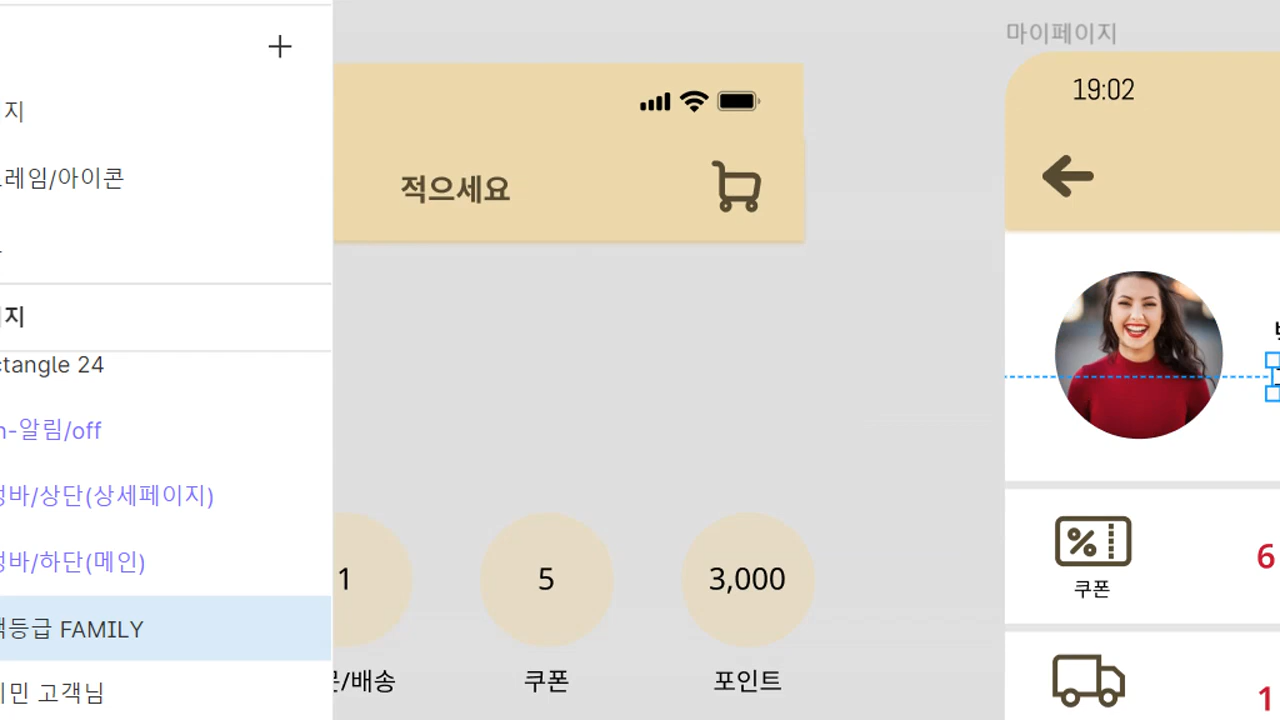 지
레임/아이콘
지
ctangle 24
-알림/off
바/상단(상세페이지)
바/하단(메인)
등급 FAMILY
민 고객님
적으세요
1
5
3,000
/배송
쿠폰
포인트
마이페이지
19:02
쿠폰
6
1